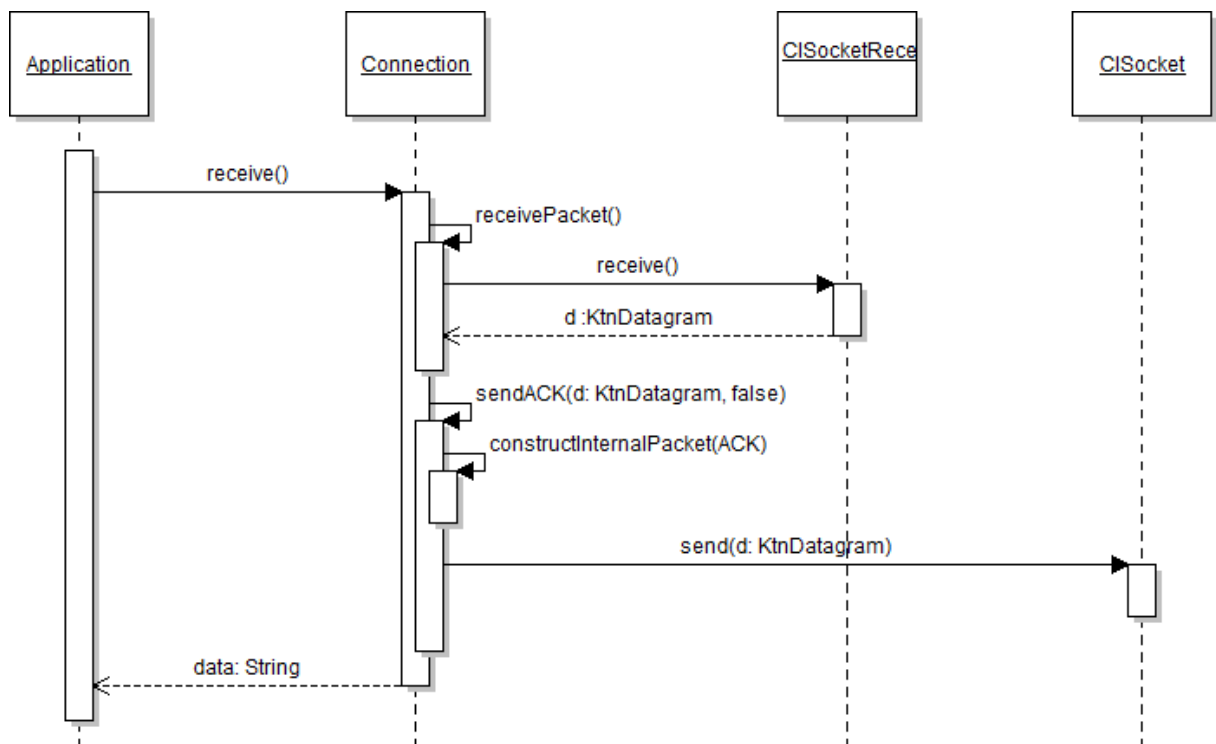 Application
Connection
ClSocketRece
ClSocket
receive()
receivePacket()
receive()
d :KtnDatagram
sendACK(d: KtnDatagram, false)
constructInternalPacket(ACK)
send(d: KtnDatagram)
data: String